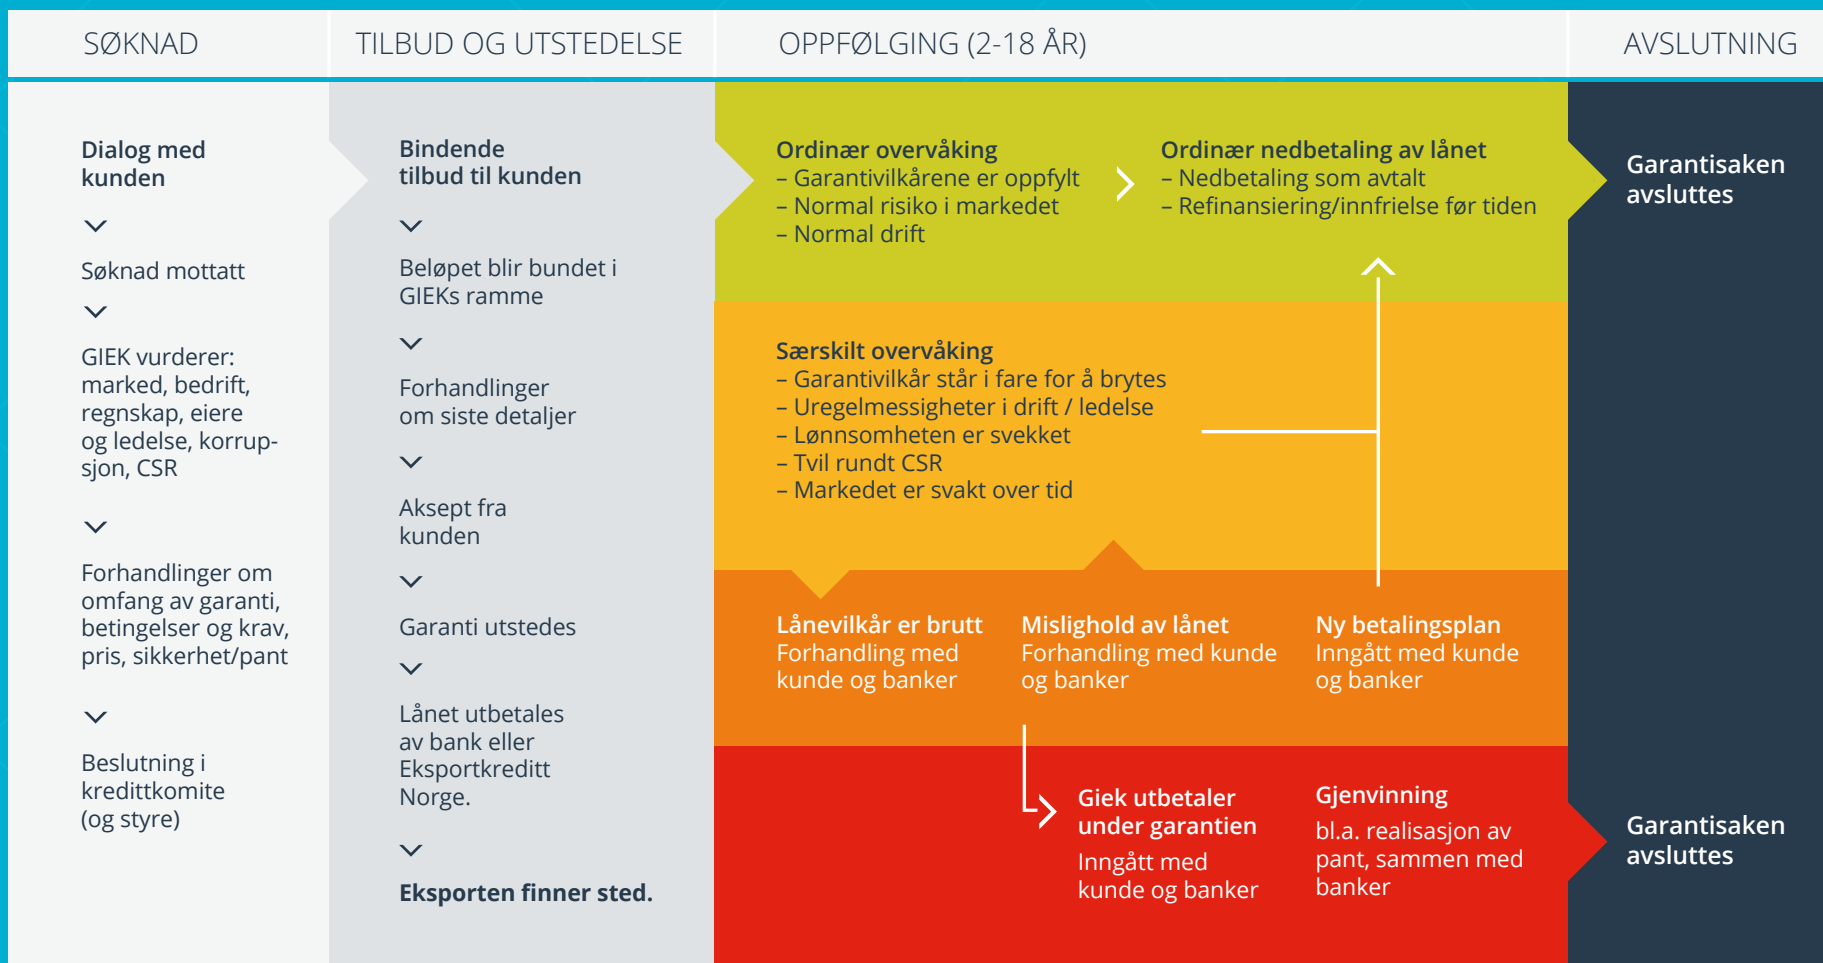 SØKNAD
TILBUD OG UTSTEDELSE
OPPFØLGING (2-18 ÅR)
AVSLUTNING
Dialog med
kunden
Søknad mottatt
GIEK vurderer:
marked, bedrift,
regnskap, eiere
og ledelse, korrup-
sjon, CSR
Forhandlinger om
omfang av garanti,
betingelser og krav,
pris, sikkerhet/pant
Beslutning i
kredittkomite
(og styre)
Bindende
tilbud til kunden
Beløpet blir bundet i
GIEKs ramme
Forhandlinger
om siste detaljer
Aksept fra
kunden
Garanti utstedes
Lånet utbetales
av bank eller
Eksportkreditt
Norge.
Eksporten finner sted.
Ordinær overvåking
– Garantivilkårene er oppfylt
– Normal risiko i markedet
– Normal drift
Ordinær nedbetaling av lånet
– Nedbetaling som avtalt
– Refinansiering/innfrielse før tiden
Særskilt overvåking
– Garantivilkår står i fare for å brytes
– Uregelmessigheter i drift / ledelse
– Lønnsomheten er svekket
– Tvil rundt CSR
– Markedet er svakt over tid
Lånevilkår er brutt
Forhandling med
kunde og banker
Mislighold av lånet
Forhandling med kunde
og banker
Ny betalingsplan
Inngått med kunde
og banker
Giek utbetaler
under garantien
Inngått med
kunde og banker
Gjenvinning
bl.a. realisasjon av
pant, sammen med
banker
Garantisaken
avsluttes
Garantisaken
avsluttes